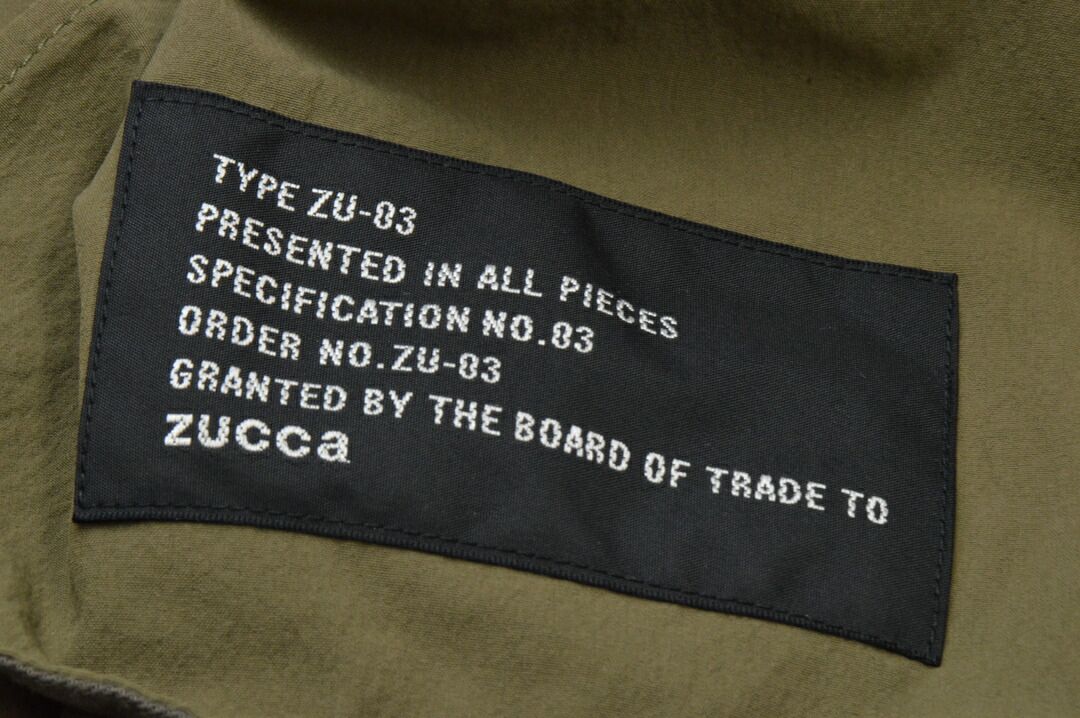 TYPE ZU-03
PRESENTED IN ALL PIECES
SPECIFICATION NO.03
ORDER NO.ZU-03
GRANTED BY THE BOARD OF TRADE TO
zucca